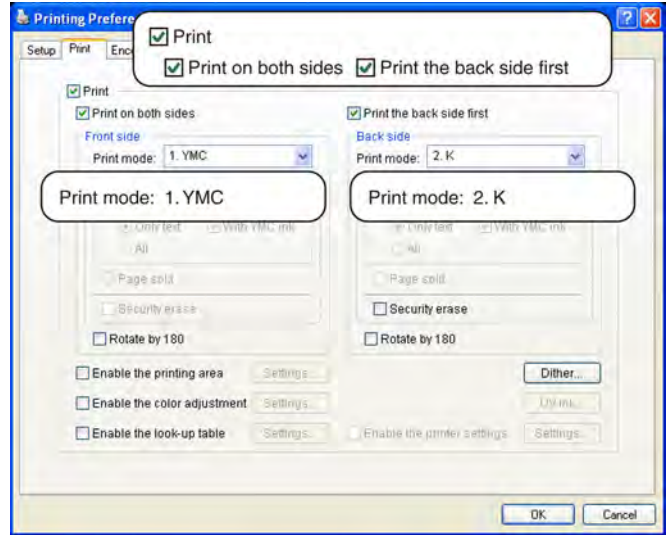 Printing Prefere
Print
Print on both sides Print the back side first
Setup Print Enco
Print
Print on both sides Print the back side first
Front side Back side
Print mode: 1. YMC Print mode: 2. K
Print mode: 1. YMC Print mode: 2. K
Only text With YMC ink Only text With YMC ink
All All
Page solid Page solid
Security erase Security erase
Rotate by 180 Rotate by 180
Enable the printing area Settings... Dither...
Enable the color adjustment Settings... UV ink...
Enable the look-up table Settings... Enable the printer settings Settings...
OK Cancel